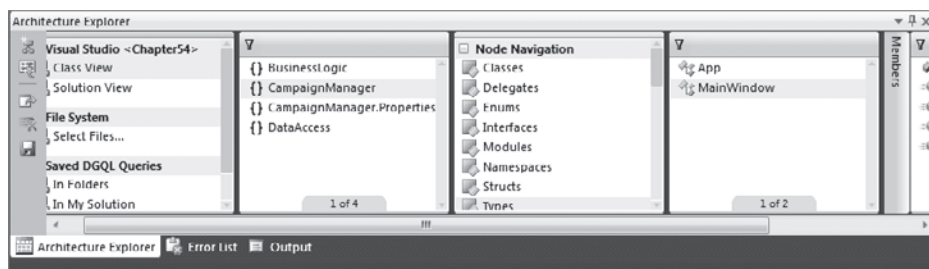 Architecture Explorer
Visual Studio <Chapter54>
Class View
Solution View
File System
Select Files...
Saved DGQL Queries
In Folders
In My Solution
{} BusinessLogic
{} CampaignManager
{} CampaignManager.Properties
{} DataAccess
1 of 4
Node Navigation
Classes
Delegates
Enums
Interfaces
Modules
Namespaces
Structs
Types
App
MainWindow
1 of 2
Members
Architecture Explorer Error List Output